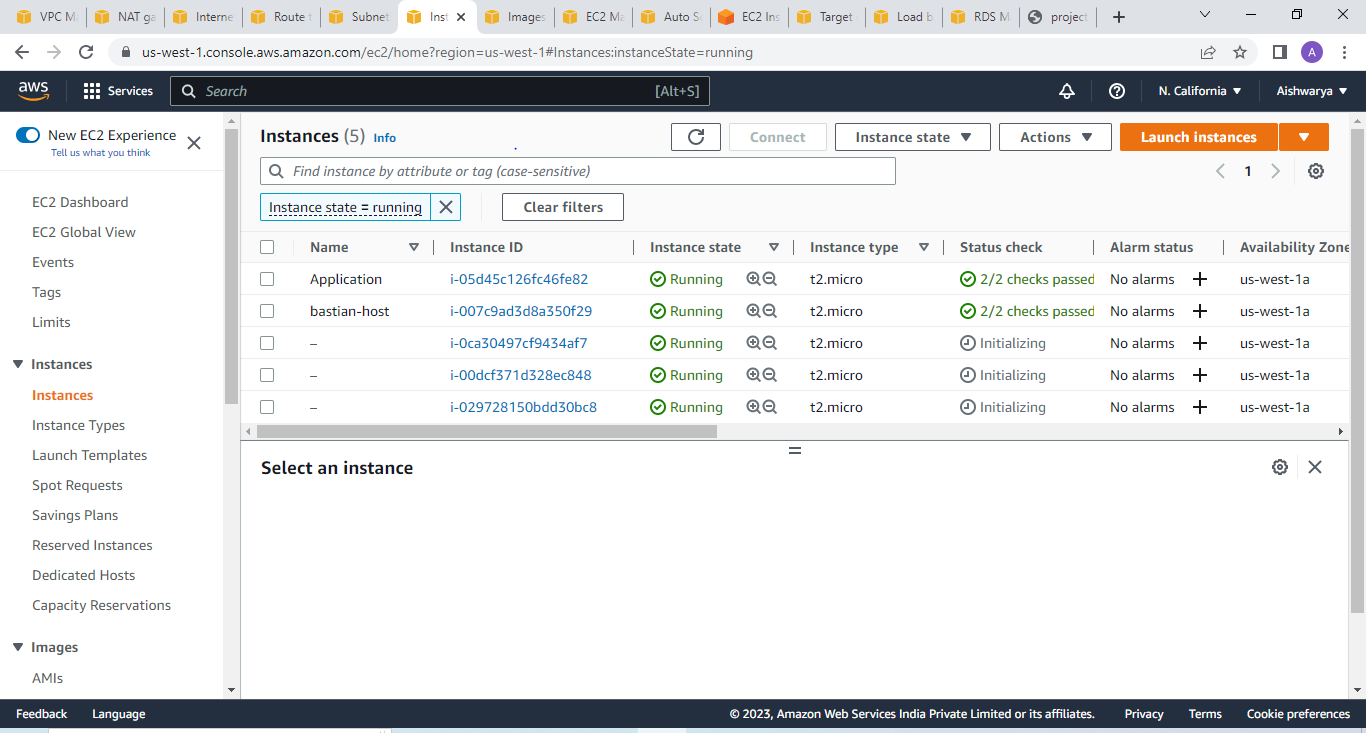 VPC M
NAT ga
Interne
Route t
Subnet
Inst
Images
EC2 Ma
Auto S
EC2 Ins
Target
Load b
RDS M
project
us-west-1.console.aws.amazon.com/ec2/home?region=us-west-1#Instances:instanceState=running
A
aws
Services
Search
[Alt+S]
N. California
Aishwarya
New EC2 Experience
Tell us what you think
EC2 Dashboard
EC2 Global View
Events
Tags
Limits
Instances
Instances
Instance Types
Launch Templates
Spot Requests
Savings Plans
Reserved Instances
Dedicated Hosts
Capacity Reservations
Images
AMIs
Instances (5) Info
Connect
Instance state
Actions
Launch instances
Find instance by attribute or tag (case-sensitive)
1
Instance state = running
Clear filters
Name Instance ID Instance state Instance type Status check Alarm status Availability Zone
Application i-05d45c126fc46fe82 Running t2.micro 2/2 checks passed No alarms + us-west-1a
bastian-host i-007c9ad3d8a350f29 Running t2.micro 2/2 checks passed No alarms + us-west-1a
– i-0ca30497cf9434af7 Running t2.micro Initializing No alarms + us-west-1a
– i-00dcf371d328ec848 Running t2.micro Initializing No alarms + us-west-1a
– i-029728150bdd30bc8 Running t2.micro Initializing No alarms + us-west-1a
Select an instance
Feedback Language © 2023, Amazon Web Services India Private Limited or its affiliates. Privacy Terms Cookie preferences